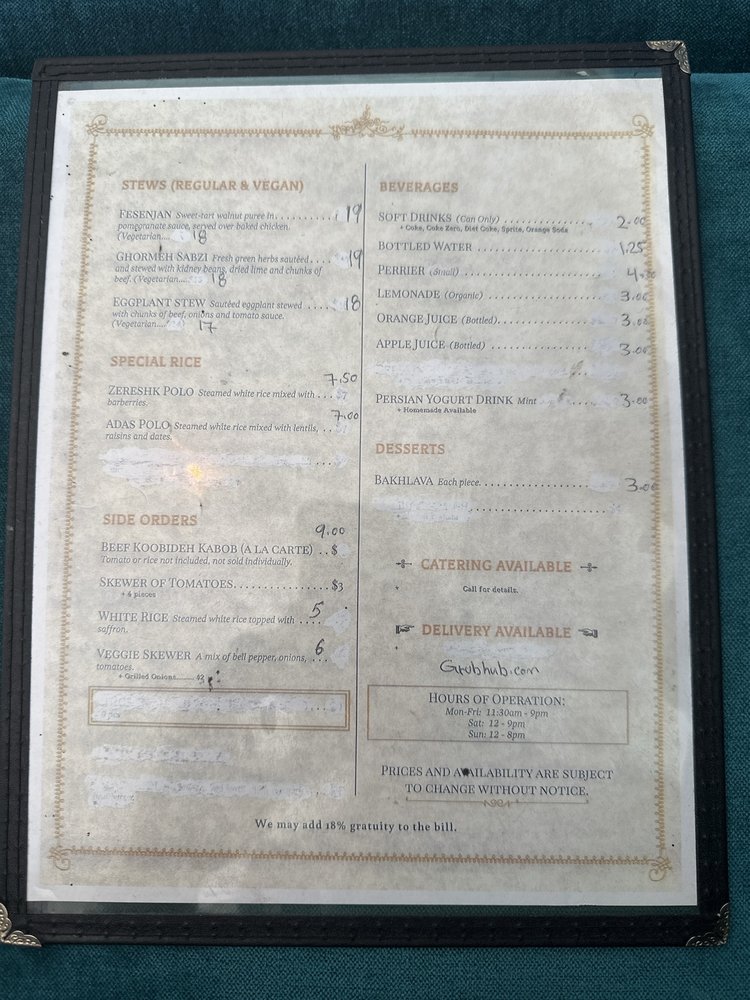 STEWS (REGULAR & VEGAN)
FESENJAN Sweet-tart walnut puree in.......... 19
pomegranate sauce, served over baked chicken.
(Vegetarian.... 18
GHORMEH SABZI Fresh green herbs sautéed .... 19
and stewed with kidney beans, dried lime and chunks of
beef. (Vegetarian.... 18
EGGPLANT STEW Sautéed eggplant stewed .... 18
with chunks of beef, onions and tomato sauce.
(Vegetarian.... 17
SPECIAL RICE
7.50
ZERESHK POLO Steamed white rice mixed with ...
barberries.
7.00
ADAS POLO Steamed white rice mixed with lentils, ...
raisins and dates.
SIDE ORDERS
9.00
BEEF KOOBIDEH KABOB (À LA CARTE) ..$
Tomato or rice not included, not sold individually.
SKEWER OF TOMATOES...............$3
+ 4 pieces
WHITE RICE Steamed white rice topped with .... 5
saffron.
VEGGIE SKEWER A mix of bell pepper, onions, ... 6
tomatoes.
+ Grilled Onions.........
BEVERAGES
SOFT DRINKS (Can Only) .................. 2.00
+ Coke, Coke Zero, Diet Coke, Sprite, Orange Soda
BOTTLED WATER ...................... 1.25
PERRIER (Small) ......................
LEMONADE (Organic) .................... 3.00
ORANGE JUICE (Bottled)................. 3.00
APPLE JUICE (Bottled) .................. 3.00
PERSIAN YOGURT DRINK Mint ........ 3.00
+ Homemade Available
DESSERTS
BAKHLAVA Each piece................... 3.00
CATERING AVAILABLE
Call for details.
DELIVERY AVAILABLE
Grubhub.com
HOURS OF OPERATION:
Mon-Fri: 11:30am - 9pm
Sat: 12 - 9pm
Sun: 12 - 8pm
PRICES AND AVAILABILITY ARE SUBJECT
TO CHANGE WITHOUT NOTICE.
We may add 18% gratuity to the bill.